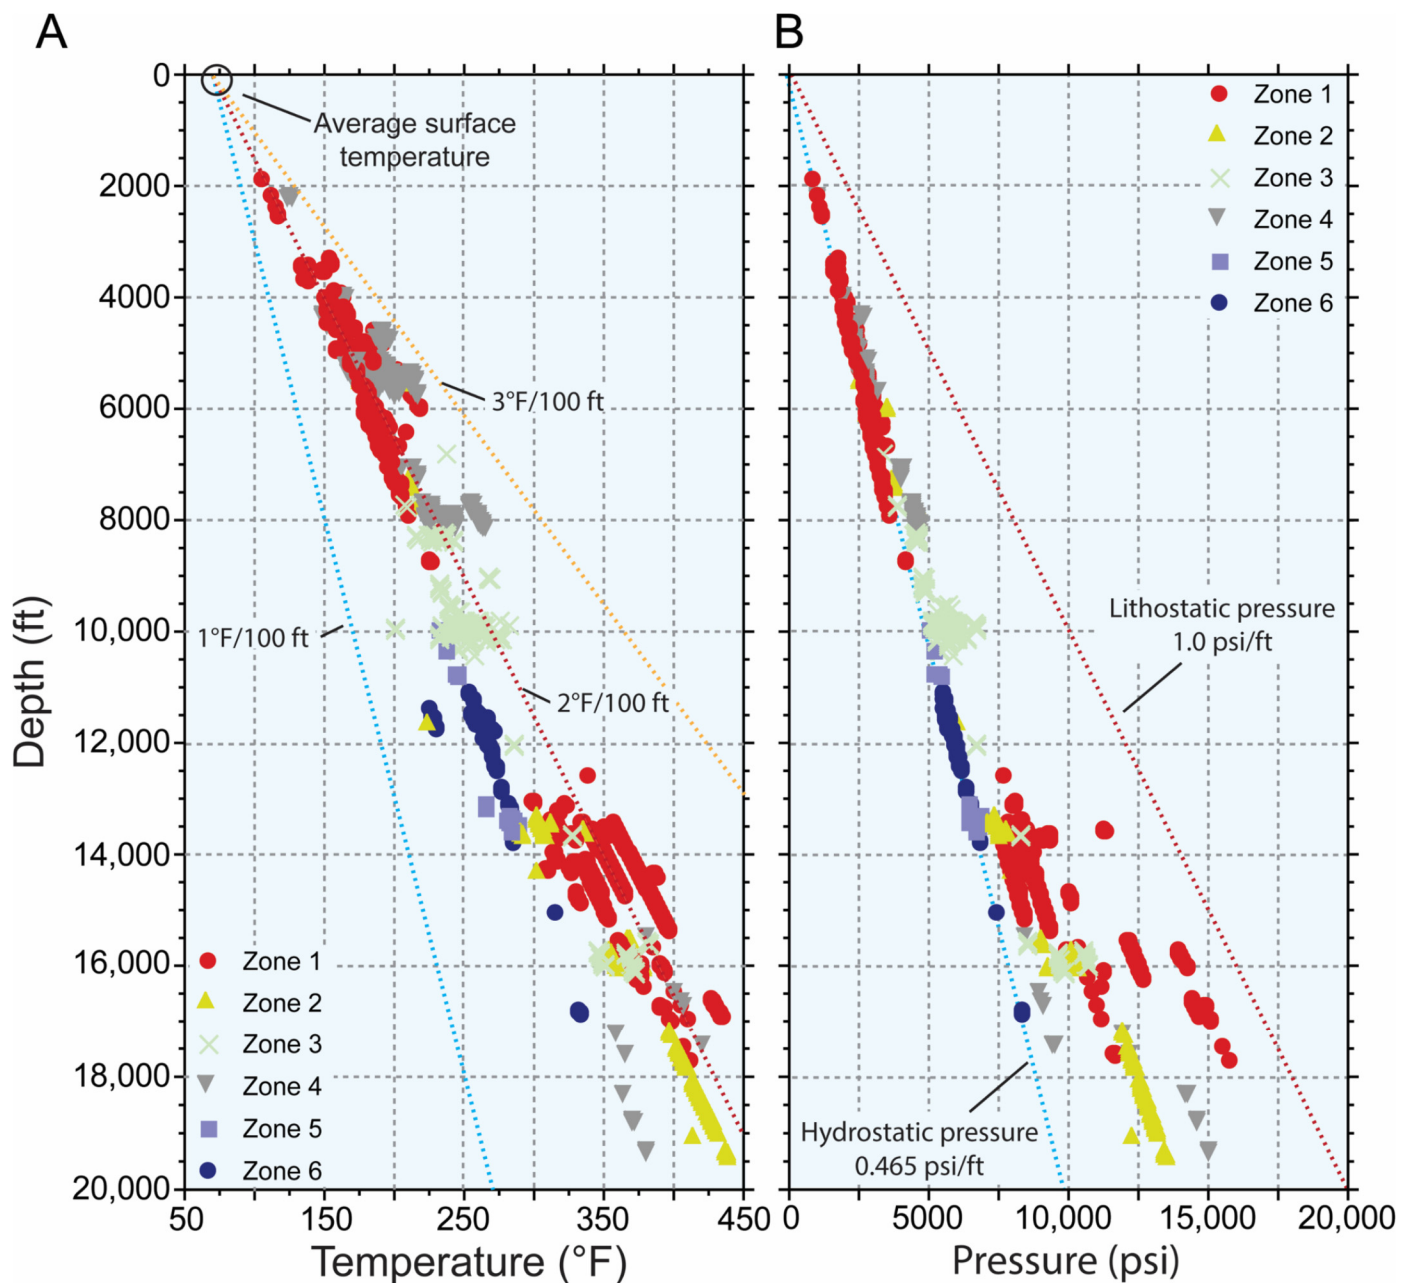 A
B
0
2000
4000
6000
8000
10,000
12,000
14,000
16,000
18,000
20,000
Depth (ft)
Average surface
temperature
3°F/100 ft
1°F/100 ft
2°F/100 ft
Zone 1
Zone 2
Zone 3
Zone 4
Zone 5
Zone 6
50
150
250
350
450
Temperature (°F)
Zone 1
Zone 2
Zone 3
Zone 4
Zone 5
Zone 6
Lithostatic pressure
1.0 psi/ft
Hydrostatic pressure
0.465 psi/ft
0
5000
10,000
15,000
20,000
Pressure (psi)